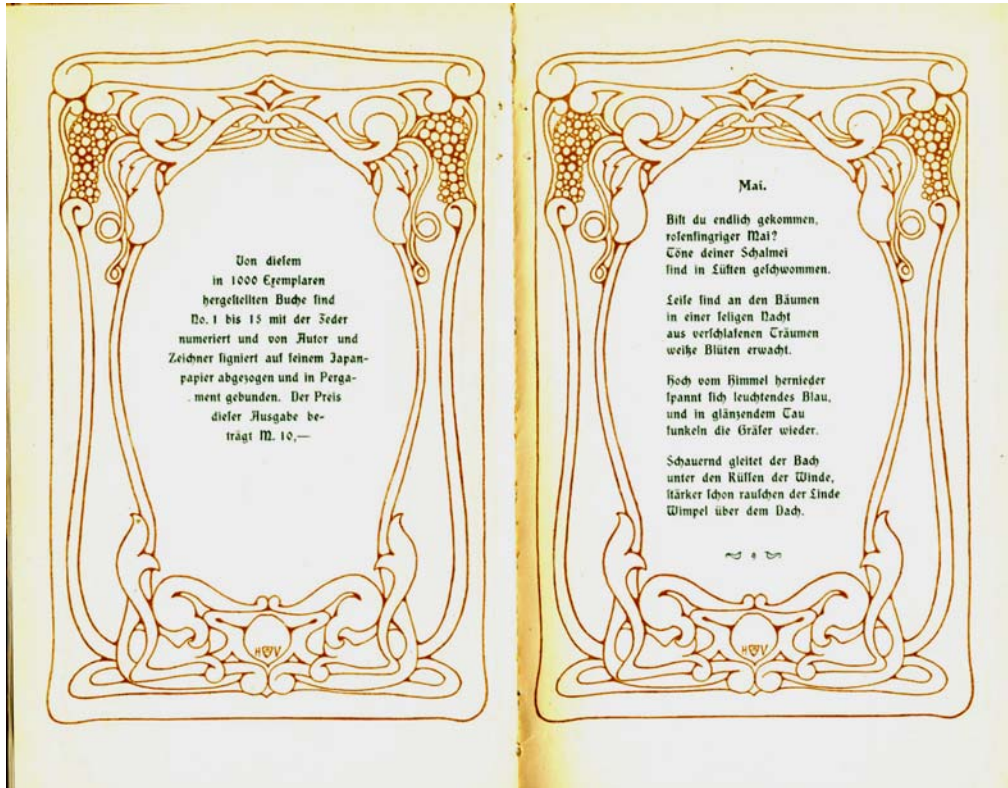 Von dieſem
in 1000 Exemplaren
hergeſtellten Buche ſind
No. 1 bis 15 mit der Feder
numeriert und von Autor und
Zeichner ſigniert auf feinem Japan-
papier abgezogen und in Perga-
ment gebunden. Der Preis
dieſer Ausgabe be-
trägt M. 10,—
H V
Mai.
Biſt du endlich gekommen,
roſenfingriger Mai?
Töne deiner Schalmei
ſind in Lüften geſchwommen.
Leiſe ſind an den Bäumen
in einer ſeligen Nacht
aus verſchlafenen Träumen
weiße Blüten erwacht.
Hoch vom Himmel hernieder
ſpannt ſich leuchtendes Blau,
und in glänzendem Tau
funkeln die Gräſer wieder.
Schauernd gleitet der Bach
unter den Küſſen der Winde,
ſtärker ſchon rauſchen der Linde
Wimpel über dem Dach.
H V